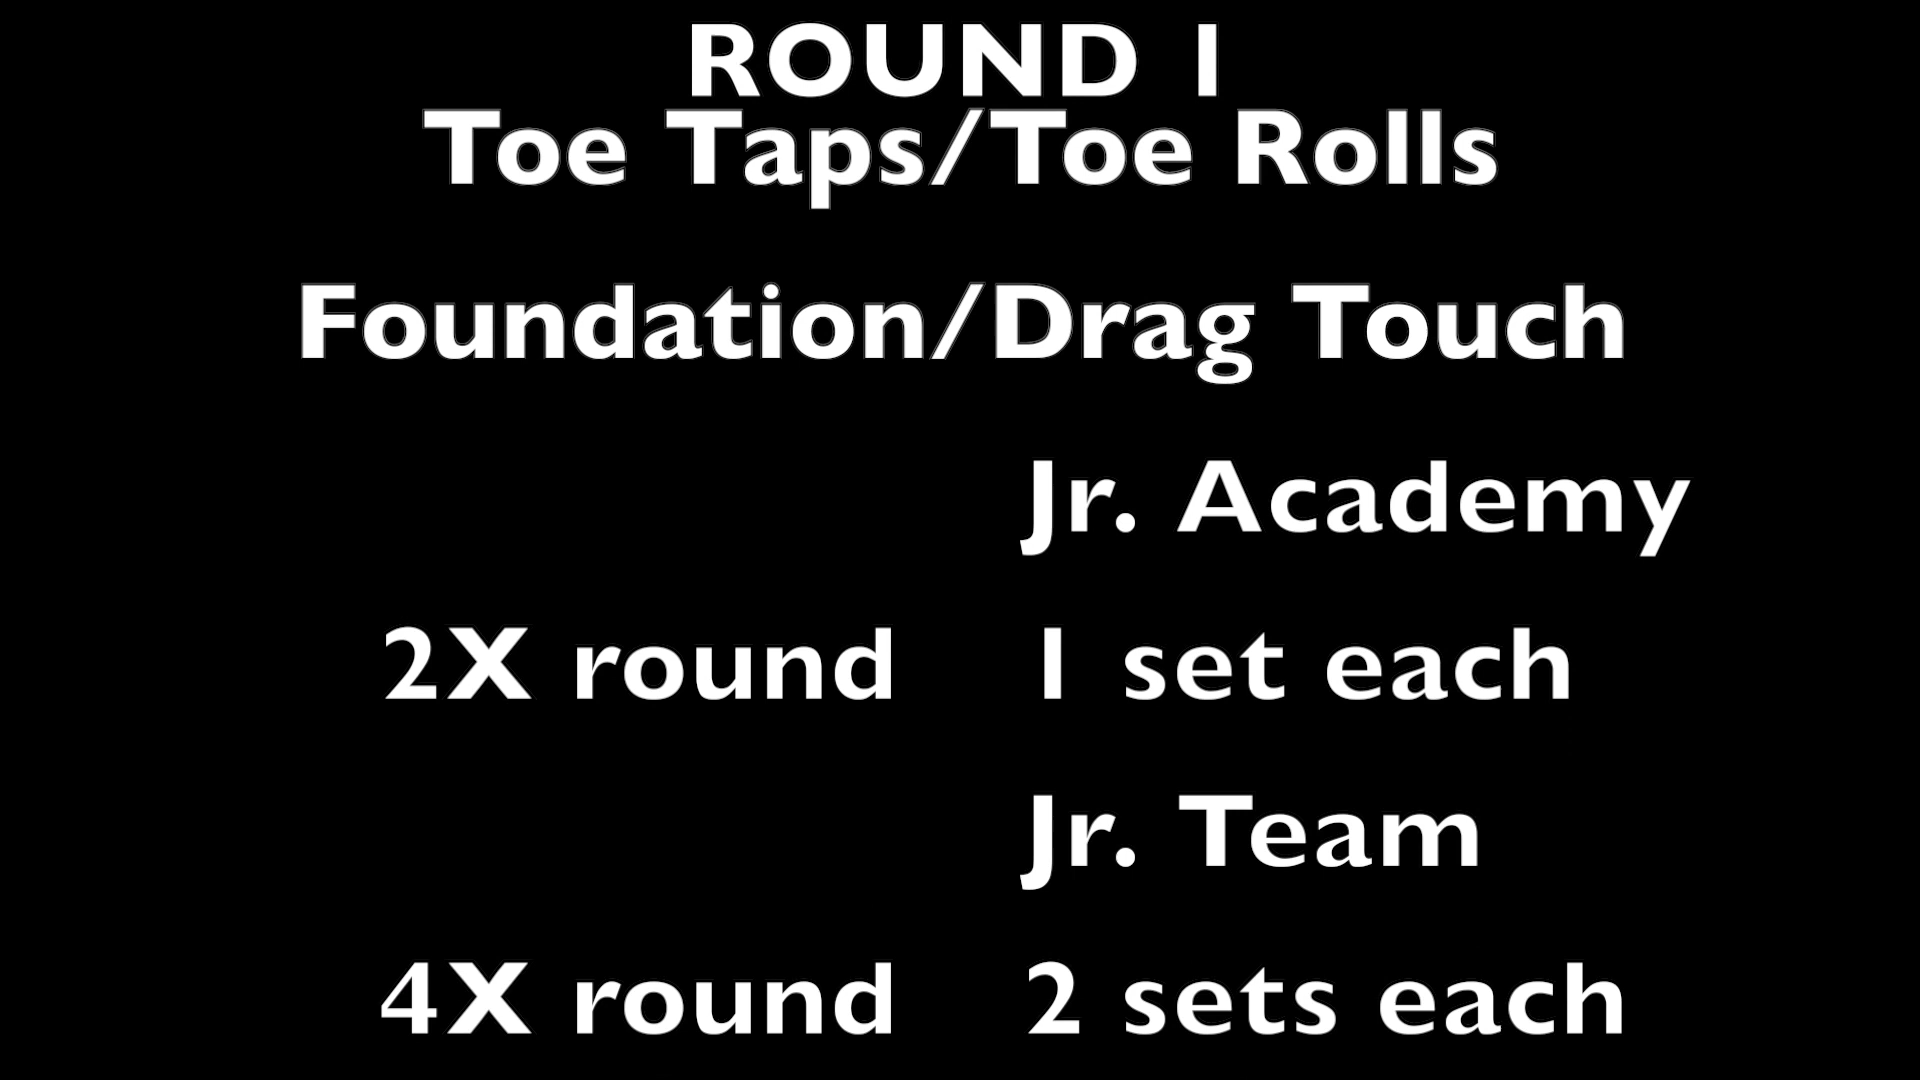 ROUND 1
Toe Taps/Toe Rolls
Foundation/Drag Touch
Jr. Academy
2X round 1 set each
Jr. Team
4X round 2 sets each